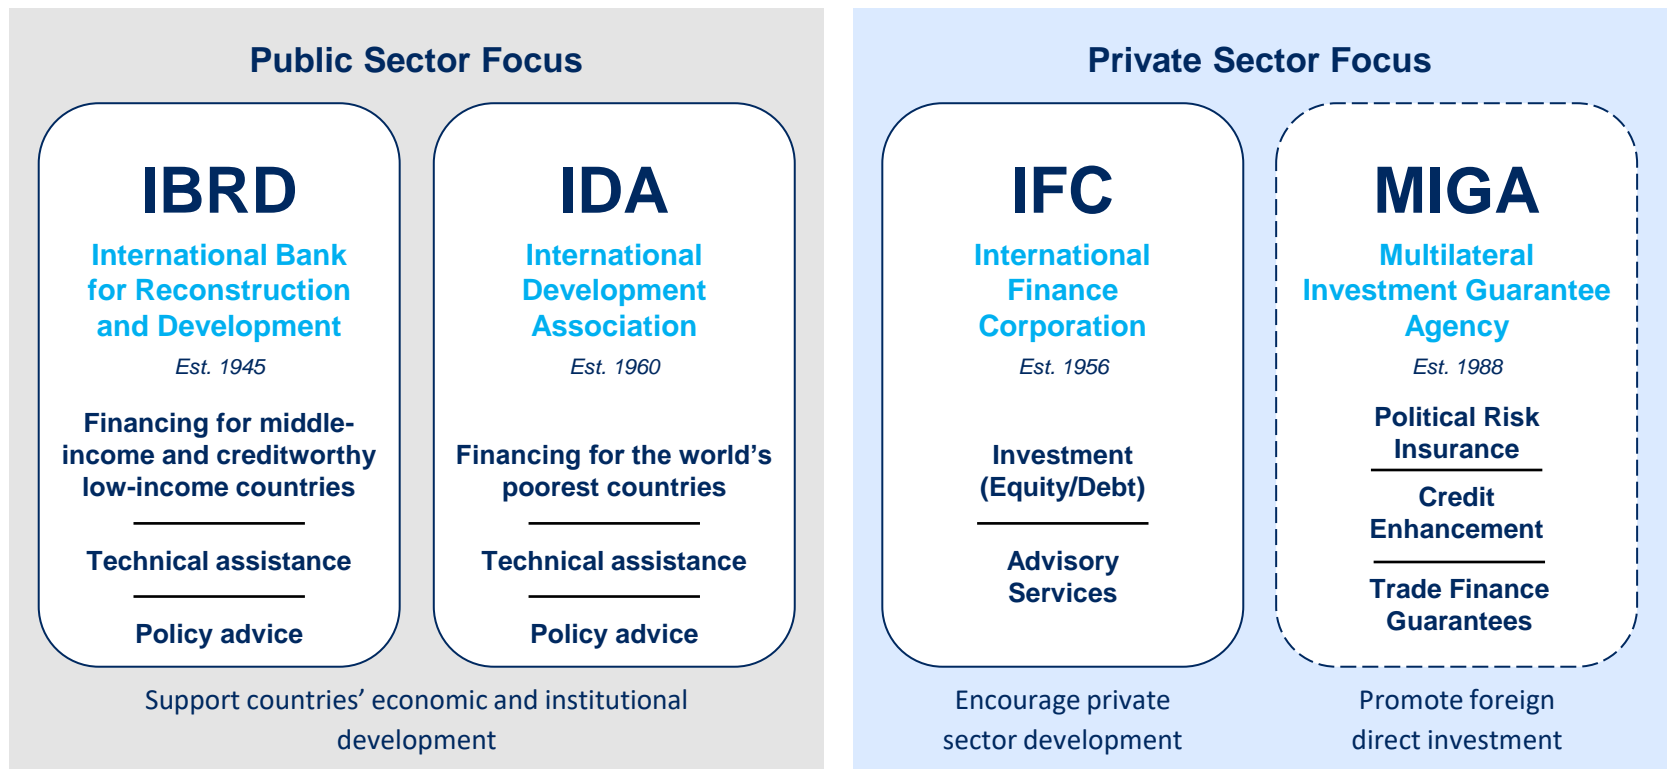 Public Sector Focus
IBRD
International Bank
for Reconstruction
and Development
Est. 1945
Financing for middle-
income and creditworthy
low-income countries
Technical assistance
Policy advice
IDA
International
Development
Association
Est. 1960
Financing for the world's
poorest countries
Technical assistance
Policy advice
Support countries' economic and institutional
development
Private Sector Focus
IFC
International
Finance
Corporation
Est. 1956
Investment
(Equity/Debt)
Advisory
Services
Encourage private
sector development
MIGA
Multilateral
Investment Guarantee
Agency
Est. 1988
Political Risk
Insurance
Credit
Enhancement
Trade Finance
Guarantees
Promote foreign
direct investment